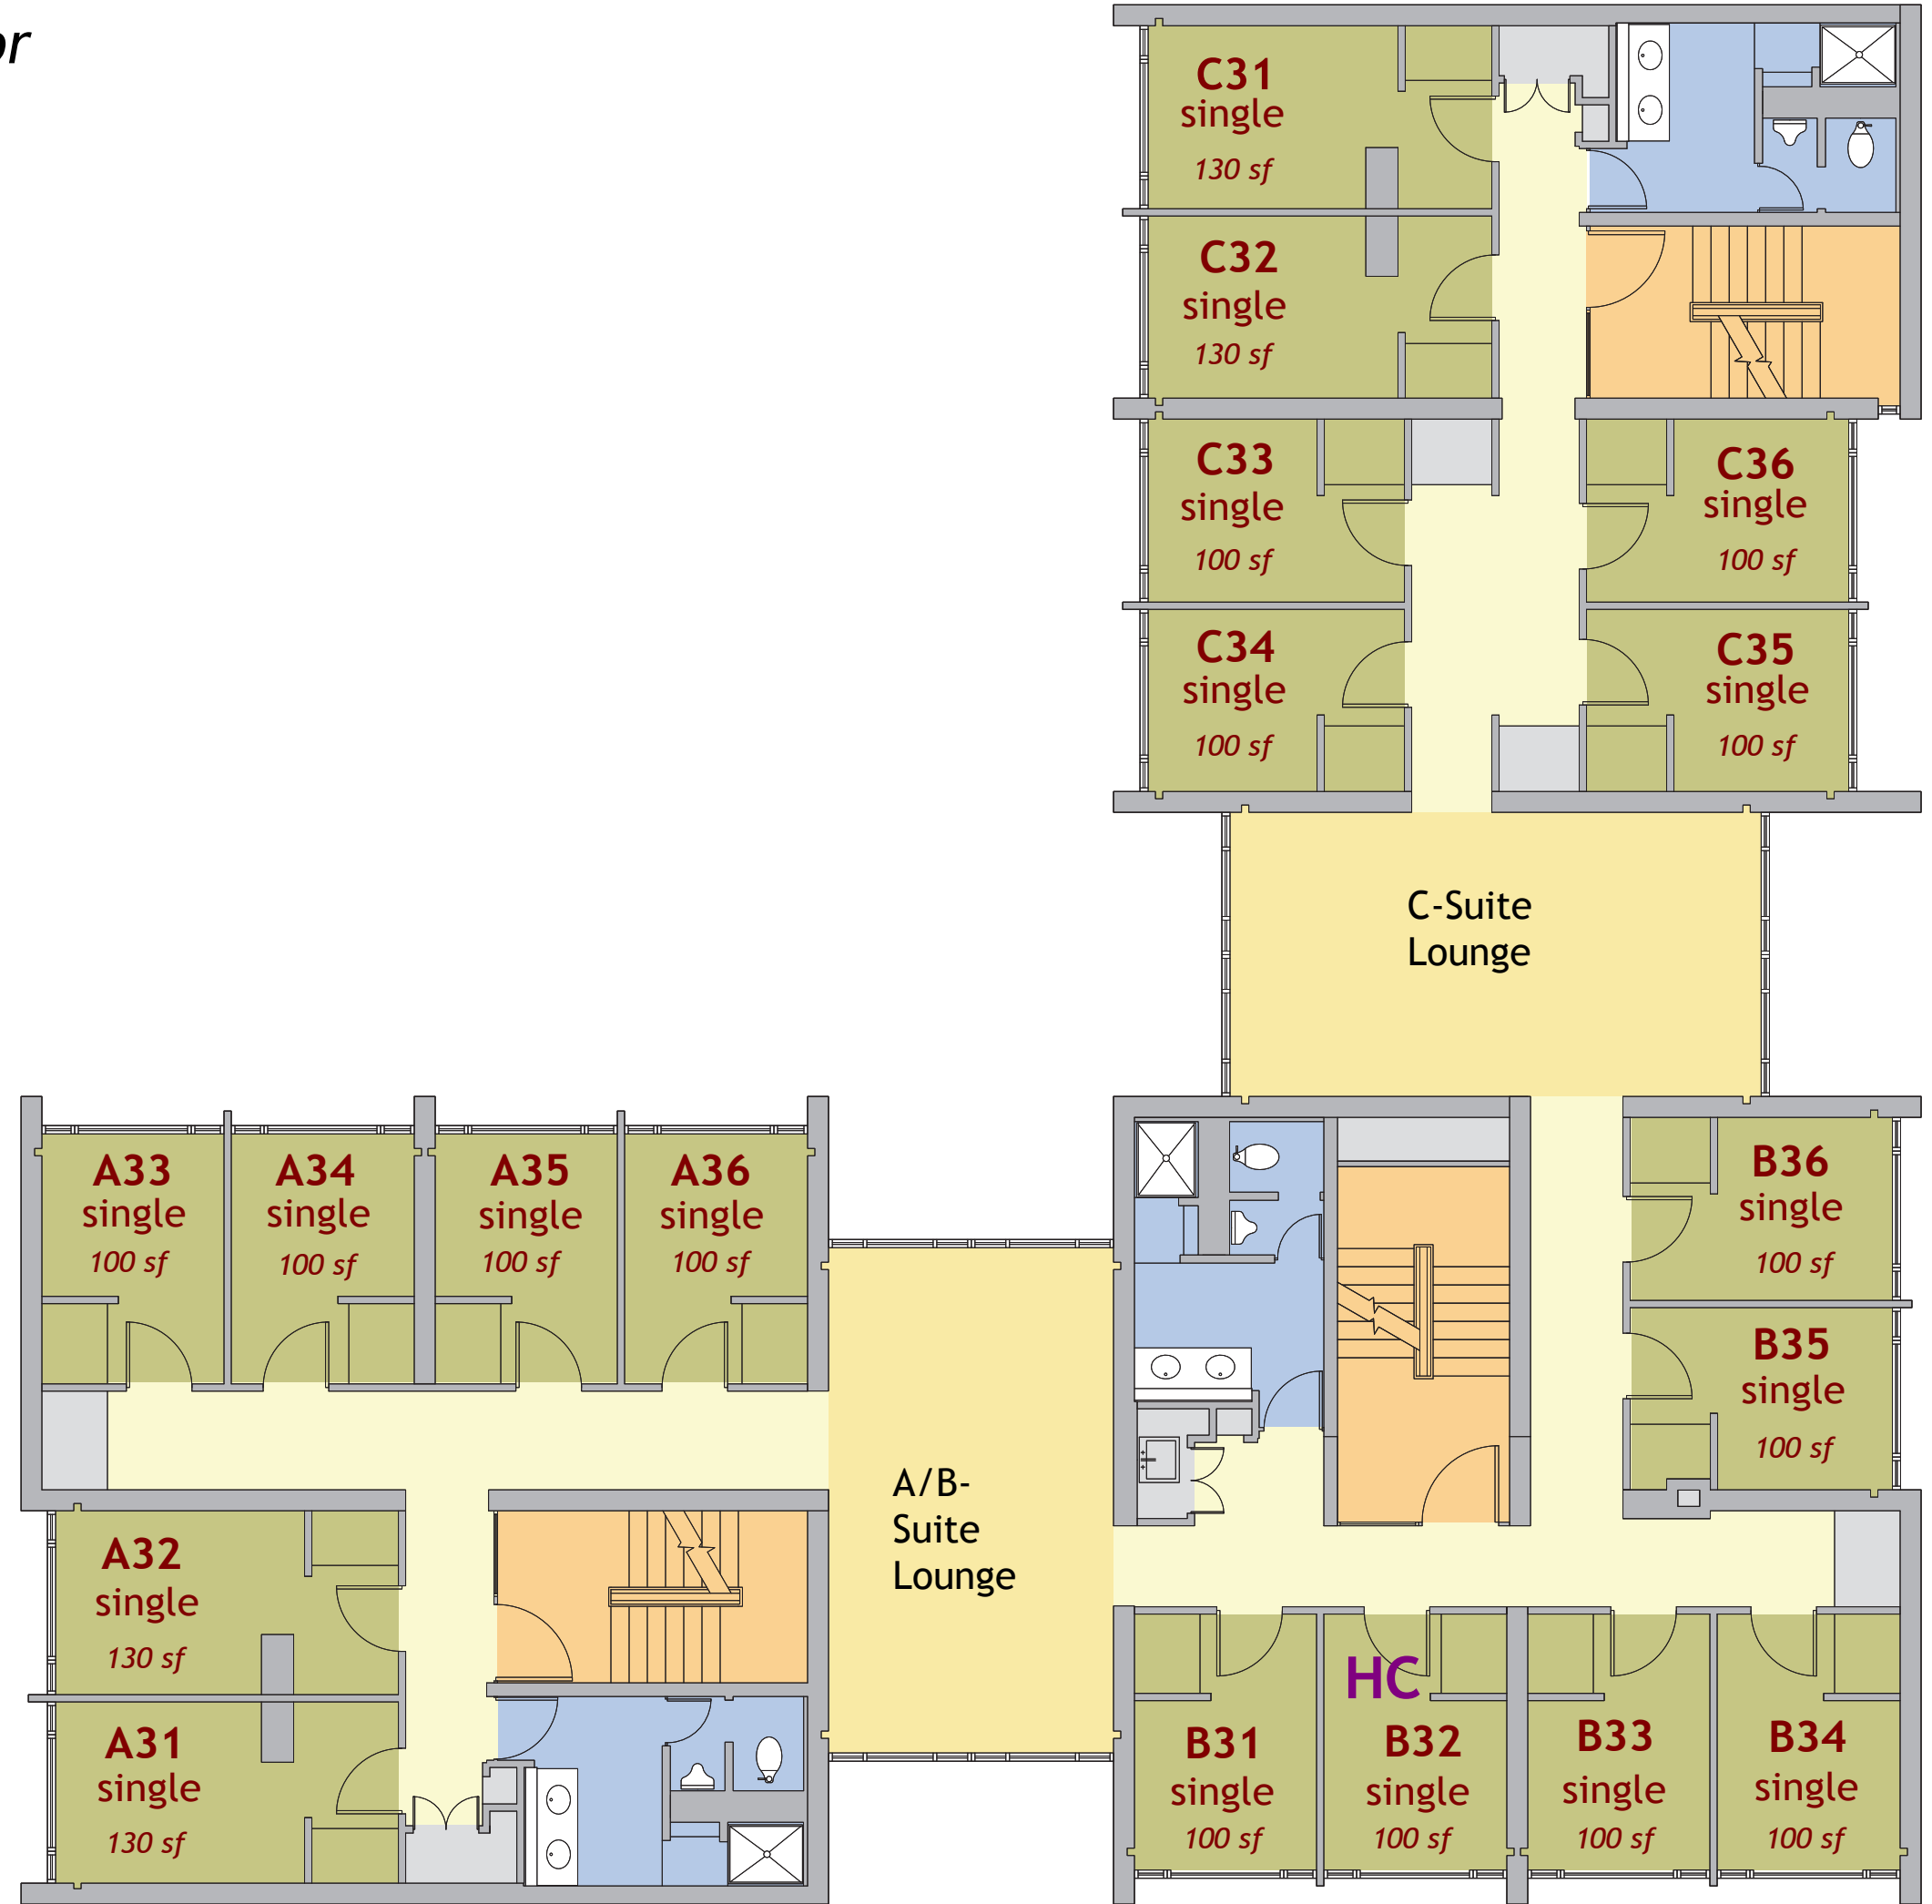 or
C31
single
130 sf
C32
single
130 sf
C33
single
100 sf
C36
single
100 sf
C34
single
100 sf
C35
single
100 sf
C-Suite
Lounge
A33
single
100 sf
A34
single
100 sf
A35
single
100 sf
A36
single
100 sf
B36
single
100 sf
B35
single
100 sf
A/B-
Suite
Lounge
A32
single
130 sf
A31
single
130 sf
B31
single
100 sf
HC
B32
single
100 sf
B33
single
100 sf
B34
single
100 sf